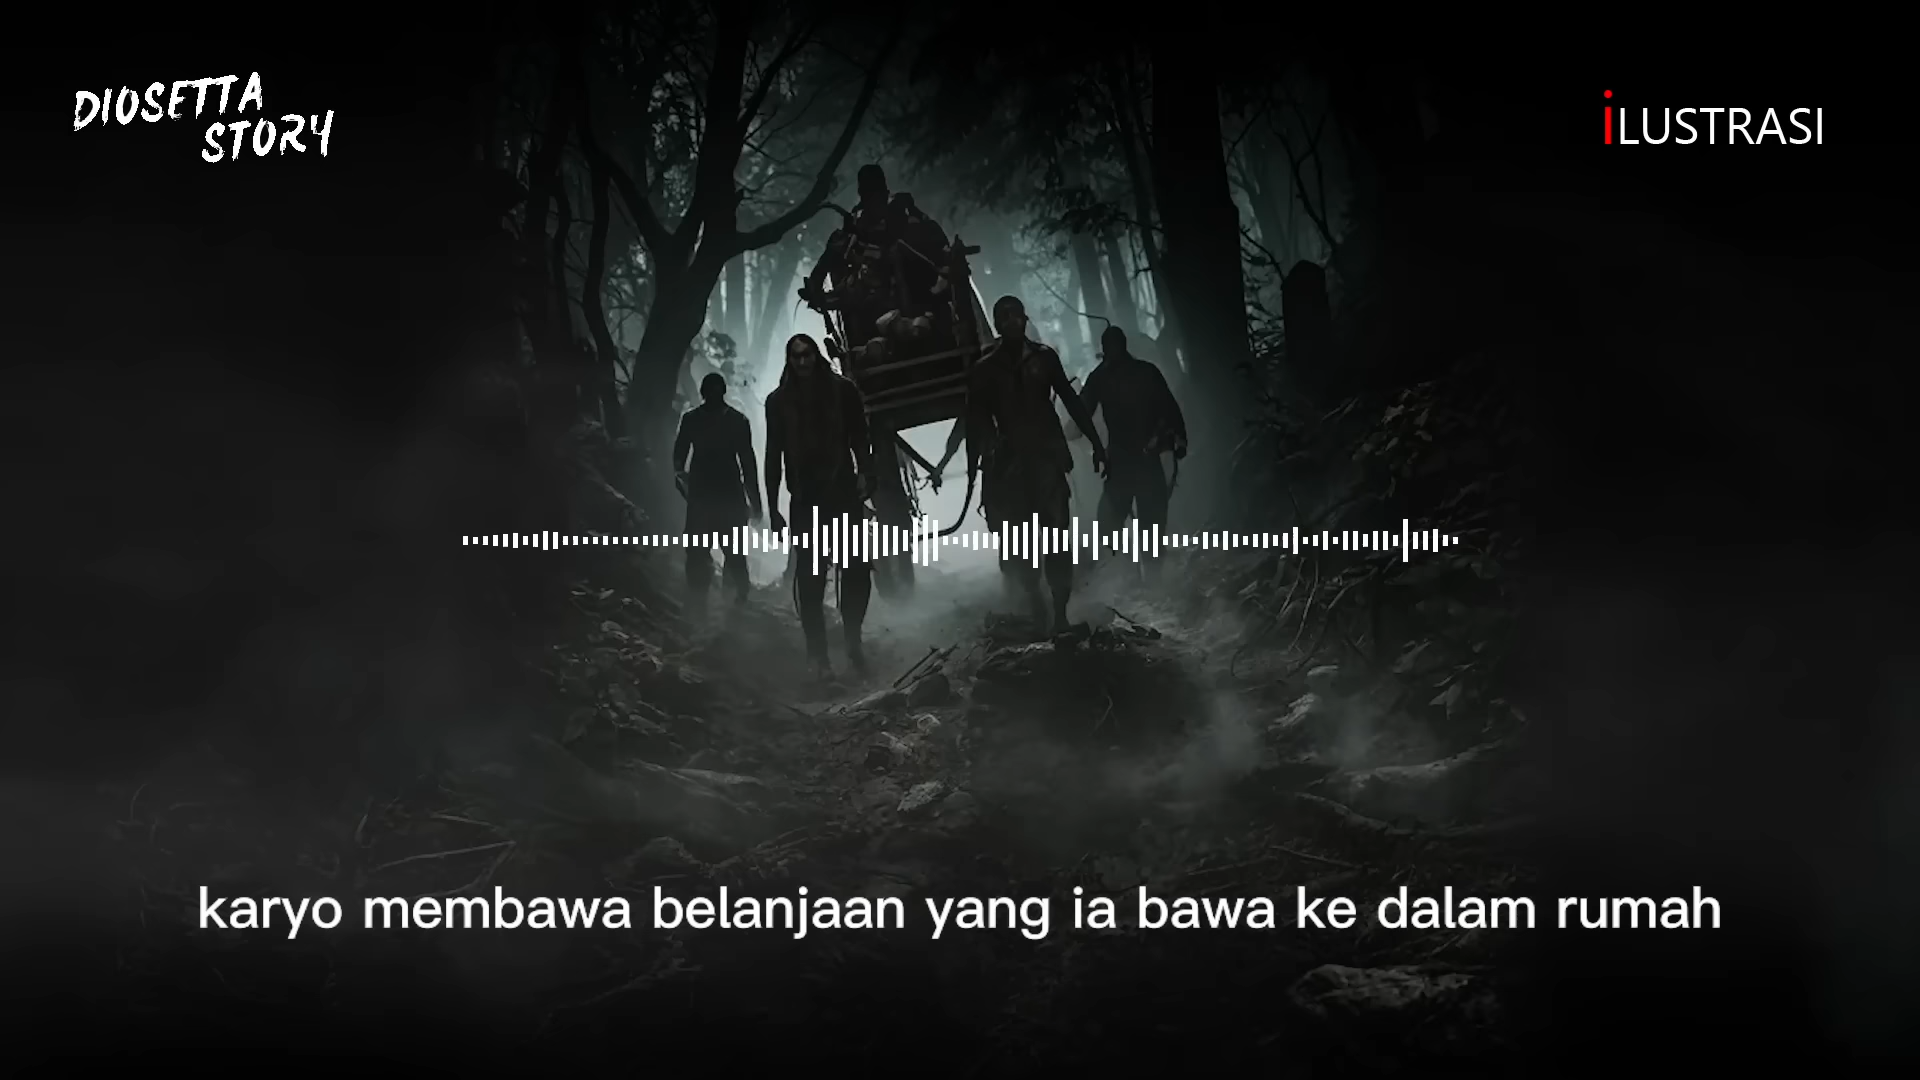 DIOSETTA
STORY
iLUSTRASI
karyo membawa belanjaan yang ia bawa ke dalam rumah